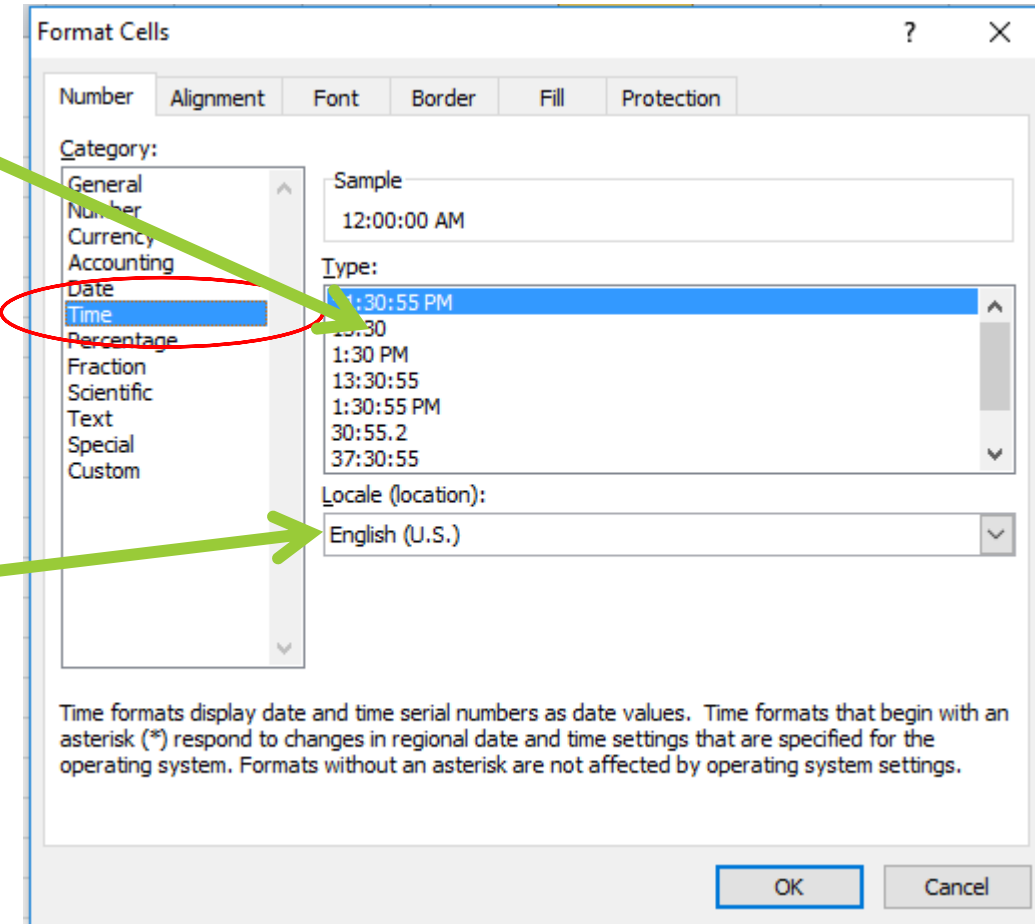 Format Cells
?
Number Alignment Font Border Fill Protection
Category:
General
Number
Currency
Accounting
Date
Time
Percentage
Fraction
Scientific
Text
Special
Custom
Sample
12:00:00 AM
Type:
1:30:55 PM
13:30
1:30 PM
13:30:55
1:30:55 PM
30:55.2
37:30:55
Locale (location):
English (U.S.)
Time formats display date and time serial numbers as date values. Time formats that begin with an
asterisk (*) respond to changes in regional date and time settings that are specified for the
operating system. Formats without an asterisk are not affected by operating system settings.
OK Cancel